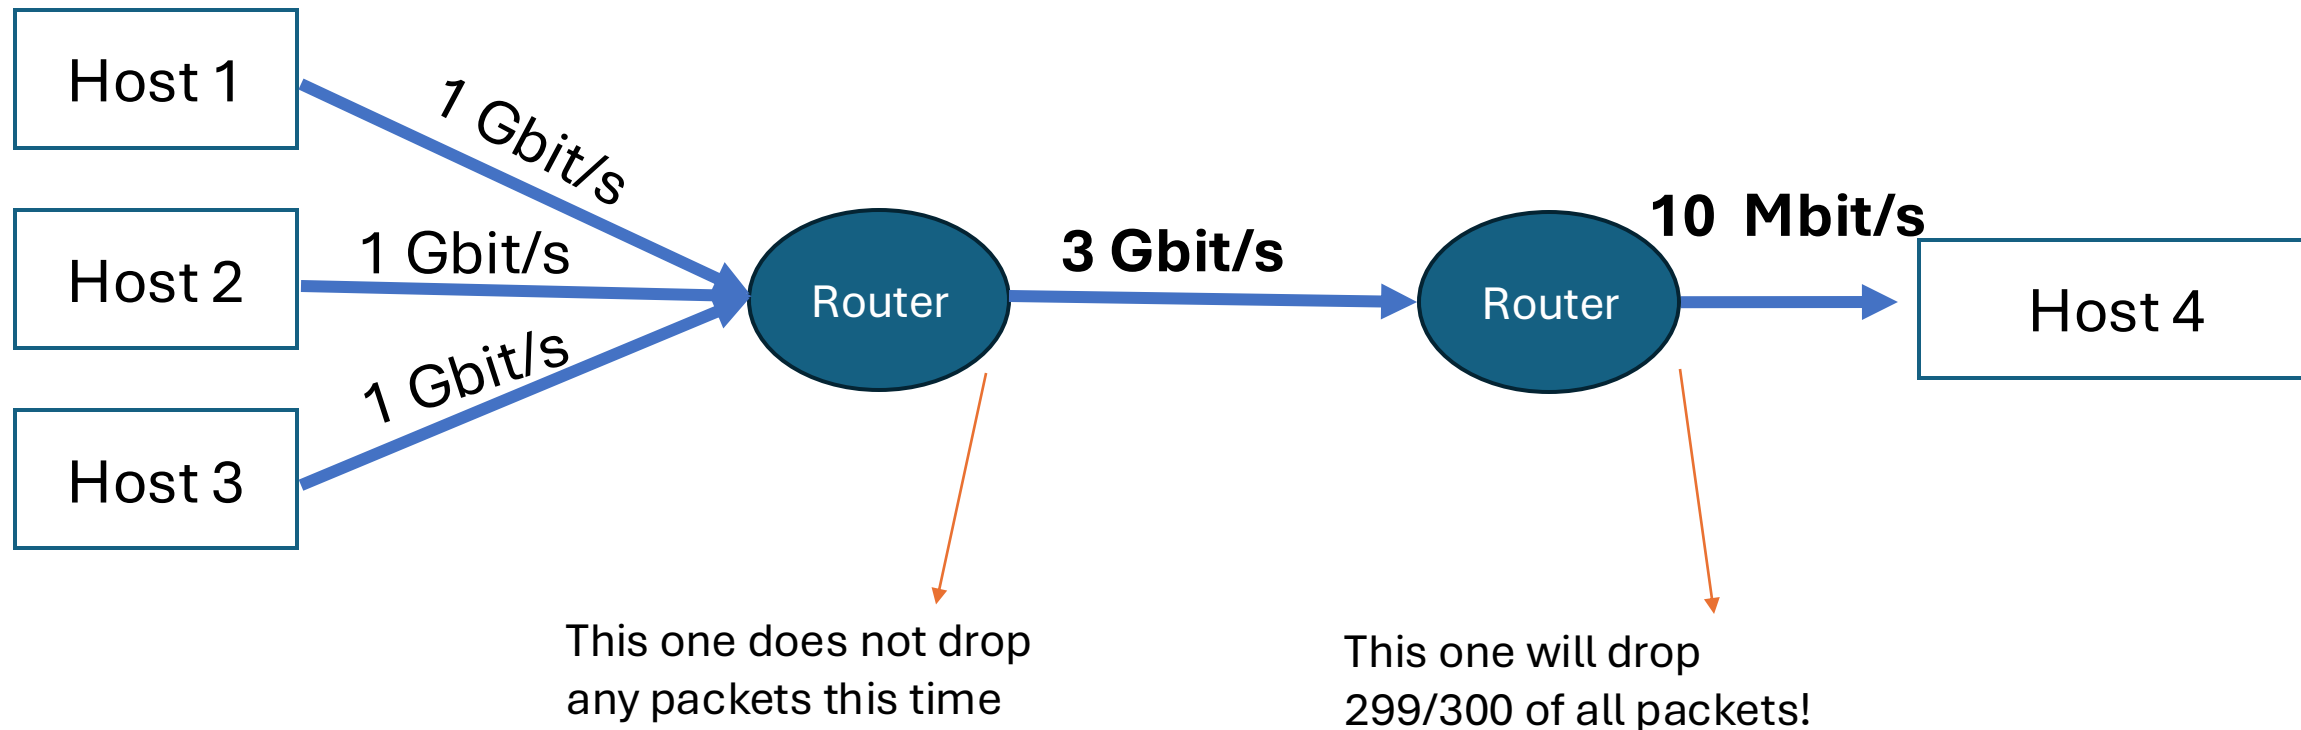 Host 1
1 Gbit/s
Host 2
1 Gbit/s
Host 3
1 Gbit/s
Router
3 Gbit/s
Router
10 Mbit/s
Host 4
This one does not drop
any packets this time
This one will drop
299/300 of all packets!